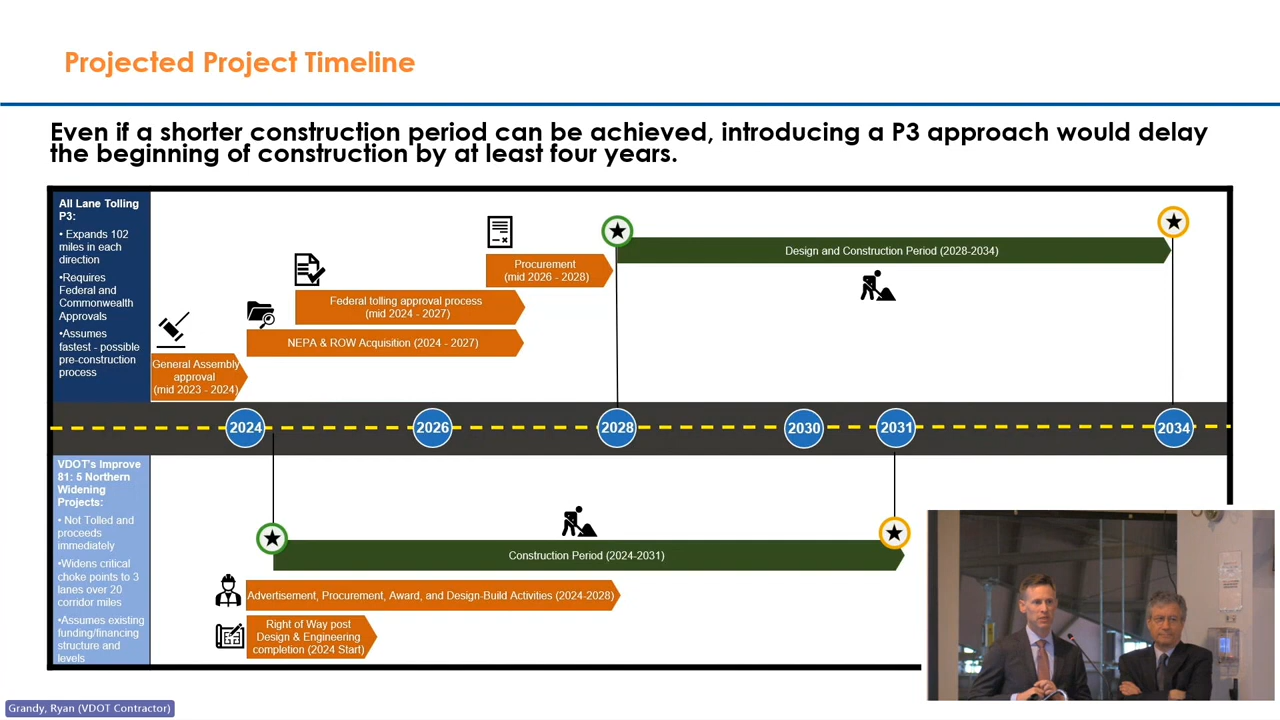 Projected Project Timeline
Even if a shorter construction period can be achieved, introducing a P3 approach would delay
the beginning of construction by at least four years.
All Lane Tolling
P3:
• Expands 102
miles in each
direction
•Requires
Federal and
Commonwealth
Approvals
•Assumes
fastest - possible
pre-construction
process
General Assembly
approval
(mid 2023 - 2024)
NEPA & ROW Acquisition (2024 - 2027)
Federal tolling approval process
(mid 2024 - 2027)
Procurement
(mid 2026 - 2028)
Design and Construction Period (2028-2034)
2024
2026
2028
2030
2031
2034
VDOT's Improve
81: 5 Northern
Widening
Projects:
• Not Tolled and
proceeds
immediately
•Widens critical
choke points to 3
lanes over 20
corridor miles
•Assumes existing
funding/financing
structure and
levels
Construction Period (2024-2031)
Advertisement, Procurement, Award, and Design-Build Activities (2024-2028)
Right of Way post
Design & Engineering
completion (2024 Start)
Grandy, Ryan (VDOT Contractor)